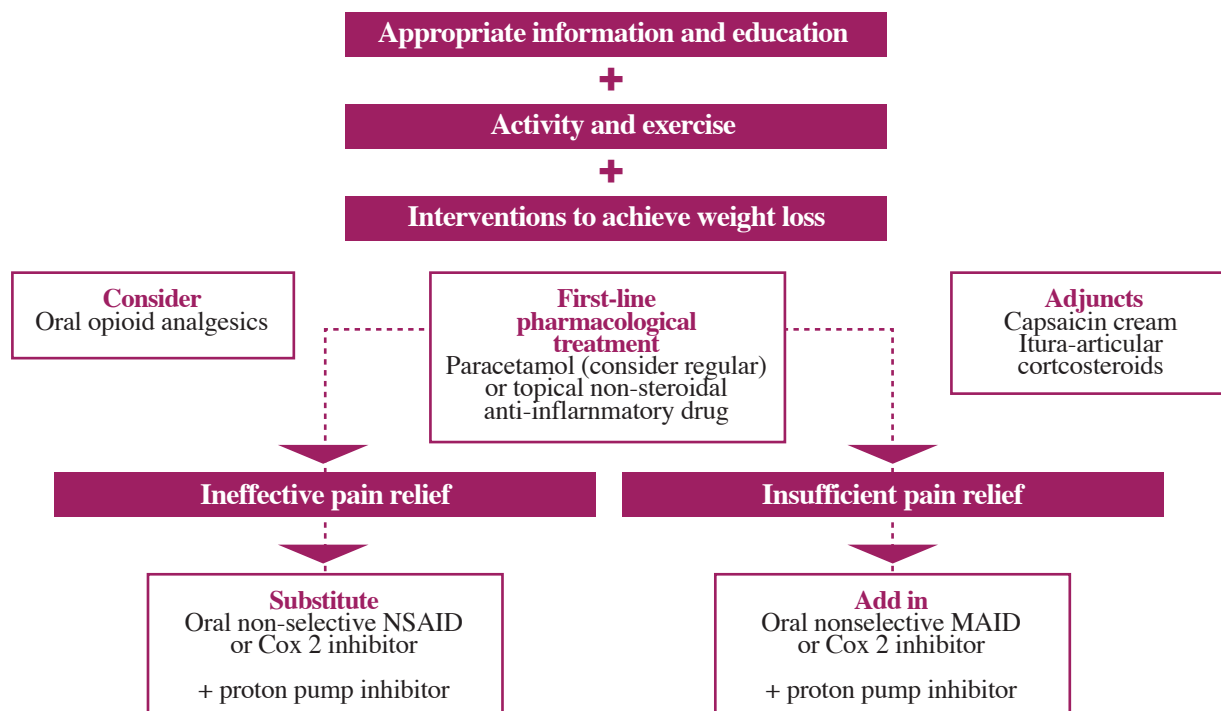 Appropriate information and education
+
Activity and exercise
+
Interventions to achieve weight loss
Consider
Oral opioid analgesics
First-line
pharmacological
treatment
Paracetamol (consider regular)
or topical non-steroidal
anti-inflarnmatory drug
Adjuncts
Capsaicin cream
Itura-articular
cortcosteroids
Ineffective pain relief
Insufficient pain relief
Substitute
Oral non-selective NSAID
or Cox 2 inhibitor
+ proton pump inhibitor
Add in
Oral nonselective MAID
or Cox 2 inhibitor
+ proton pump inhibitor